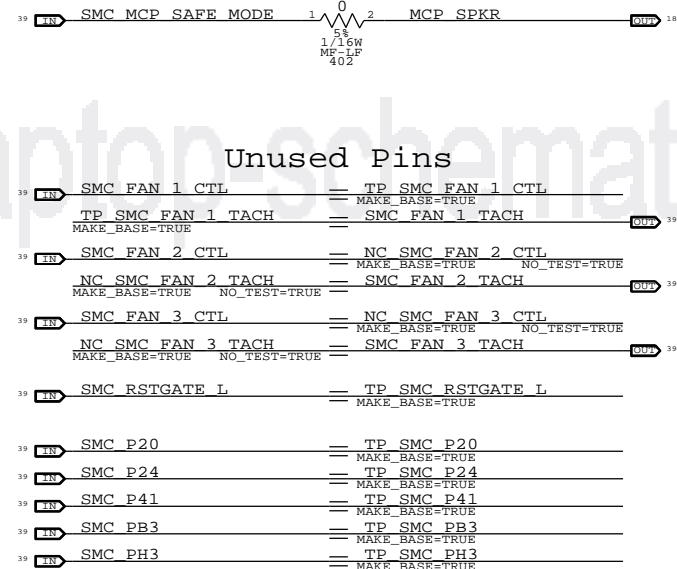 0
39 IN SMC_MCP_SAFE_MODE 1 2 MCP_SPKR OUT 18
5%
1/16W
MF-LF
402
Unused Pins
39 IN SMC_FAN_1_CTL TP_SMC_FAN_1_CTL
MAKE_BASE=TRUE
TP_SMC_FAN_1_TACH SMC_FAN_1_TACH OUT 39
MAKE_BASE=TRUE
39 IN SMC_FAN_2_CTL NC_SMC_FAN_2_CTL
MAKE_BASE=TRUE NO_TEST=TRUE
NC_SMC_FAN_2_TACH SMC_FAN_2_TACH OUT 39
MAKE_BASE=TRUE NO_TEST=TRUE
39 IN SMC_FAN_3_CTL NC_SMC_FAN_3_CTL
MAKE_BASE=TRUE NO_TEST=TRUE
NC_SMC_FAN_3_TACH SMC_FAN_3_TACH OUT 39
MAKE_BASE=TRUE NO_TEST=TRUE
39 IN SMC_RSTGATE_L TP_SMC_RSTGATE_L
MAKE_BASE=TRUE
39 IN SMC_P20 TP_SMC_P20
MAKE_BASE=TRUE
39 IN SMC_P24 TP_SMC_P24
MAKE_BASE=TRUE
39 IN SMC_P41 TP_SMC_P41
MAKE_BASE=TRUE
39 IN SMC_PB3 TP_SMC_PB3
MAKE_BASE=TRUE
39 IN SMC_PH3 TP_SMC_PH3
MAKE_BASE=TRUE